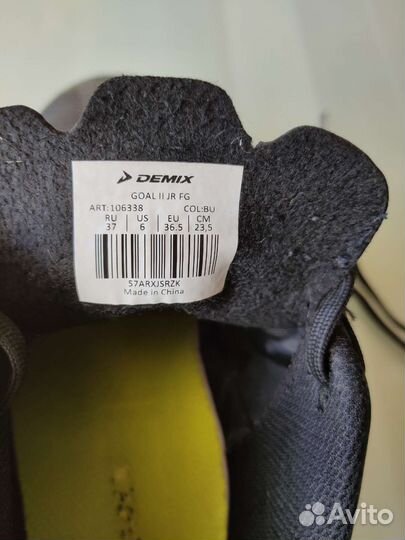 DEMIX
GOAL II JR FG
ART:106338 COL:BU
RU US EU CM
37 6 36.5 23,5
57ARXJSRZK
Made in China
Avito